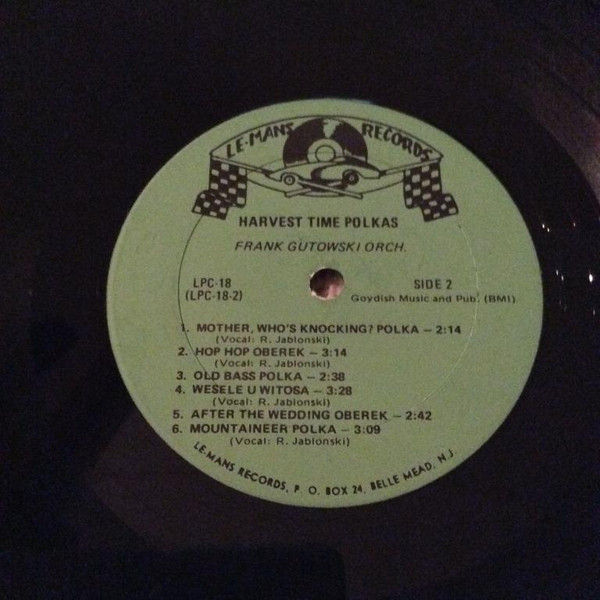 LE-MANS RECORDS
HARVEST TIME POLKAS
FRANK GUTOWSKI ORCH.
LPC-18
(LPC-18-2)
SIDE 2
Goydish Music and Pub. (BMI)
1. MOTHER, WHO'S KNOCKING? POLKA – 2:14
(Vocal: R. Jablonski)
2. HOP HOP OBEREK – 3:14
(Vocal: R. Jablonski)
3. OLD BASS POLKA – 2:38
4. WESELE U WITOSA – 3:28
(Vocal: R. Jablonski)
5. AFTER THE WEDDING OBEREK – 2:42
6. MOUNTAINEER POLKA – 3:09
(Vocal: R. Jablonski)
LE-MANS RECORDS, P. O. BOX 24, BELLE MEAD, N.J.